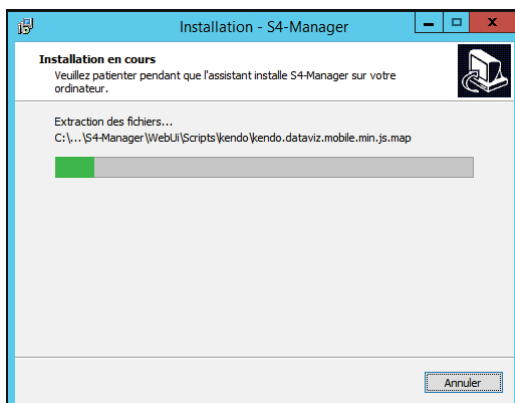 Installation - S4-Manager
Installation en cours
Veuillez patienter pendant que l'assistant installe S4-Manager sur votre
ordinateur.
Extraction des fichiers...
C:\...\S4-Manager\WebUi\Scripts\kendo\kendo.dataviz.mobile.min.js.map
Annuler